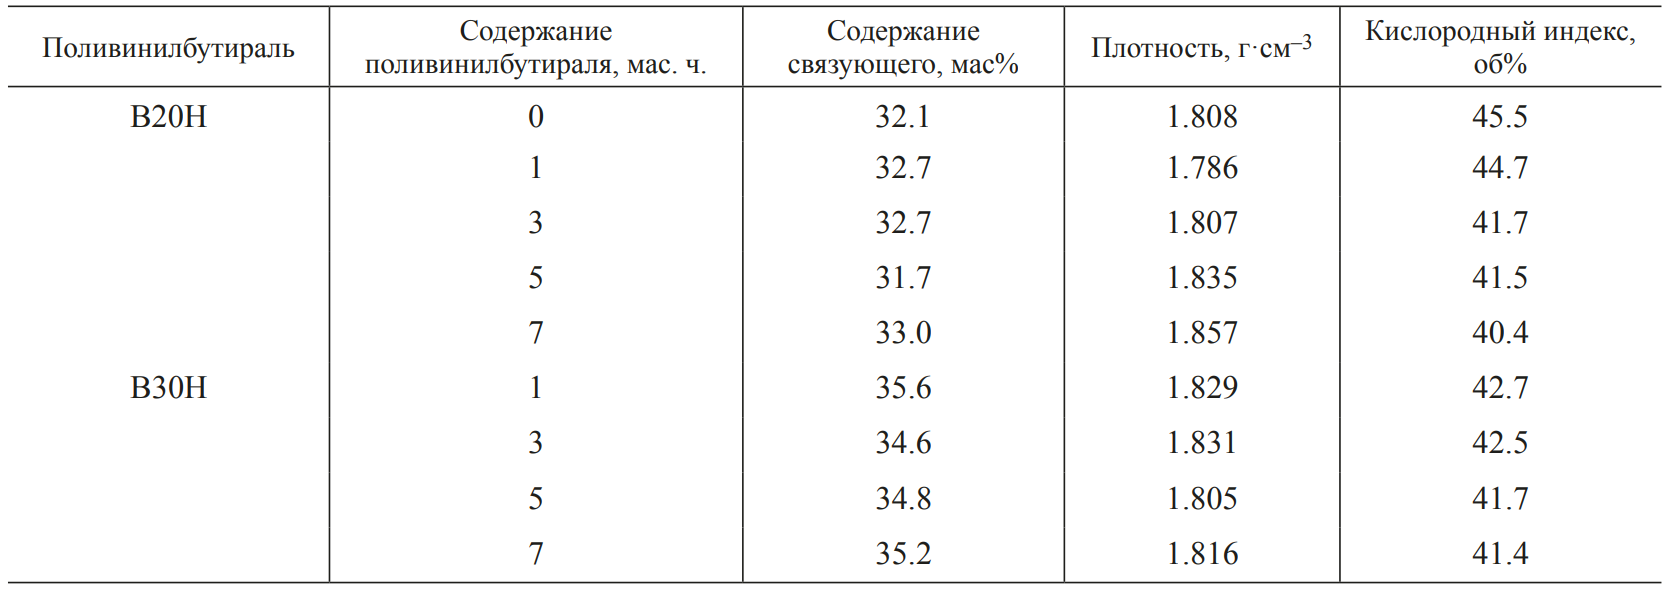 Поливинилбутираль Содержание поливинилбутираля, мас. ч. Содержание связующего, мас% Плотность, г·см–3 Кислородный индекс, об%
B20H 0 32.1 1.808 45.5
1 32.7 1.786 44.7
3 32.7 1.807 41.7
5 31.7 1.835 41.5
7 33.0 1.857 40.4
B30H 1 35.6 1.829 42.7
3 34.6 1.831 42.5
5 34.8 1.805 41.7
7 35.2 1.816 41.4